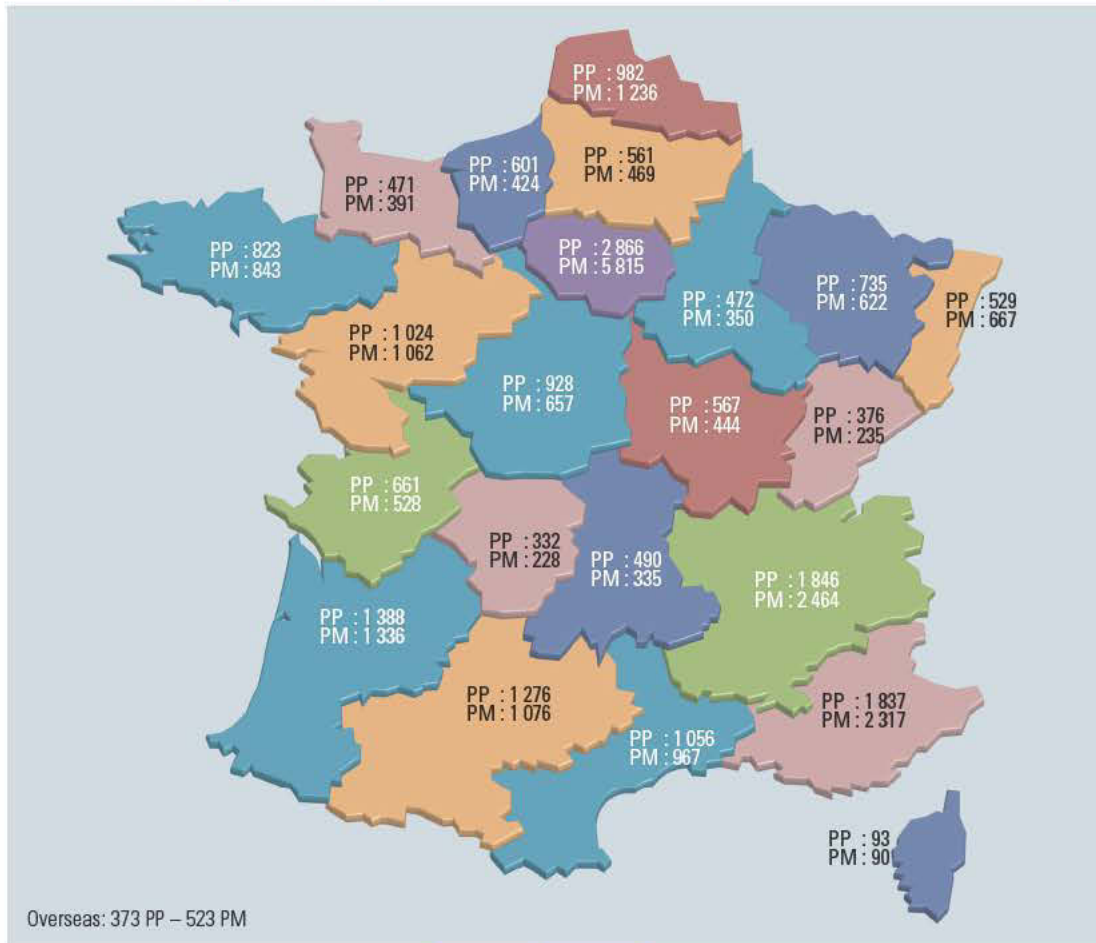 PP : 982
PM : 1 236
PP : 561
PM : 469
PP : 601
PM : 424
PP : 471
PM : 391
PP : 823
PM : 843
PP : 2 866
PM : 5 815
PP : 472
PM : 350
PP : 735
PM : 622
PP : 529
PM : 667
PP : 1 024
PM : 1 062
PP : 928
PM : 657
PP : 567
PM : 444
PP : 376
PM : 235
PP : 661
PM : 528
PP : 332
PM : 228
PP : 490
PM : 335
PP : 1 846
PM : 2 464
PP : 1 388
PM : 1 336
PP : 1 276
PM : 1 076
PP : 1 056
PM : 967
PP : 1 837
PM : 2 317
PP : 93
PM : 90
Overseas: 373 PP – 523 PM